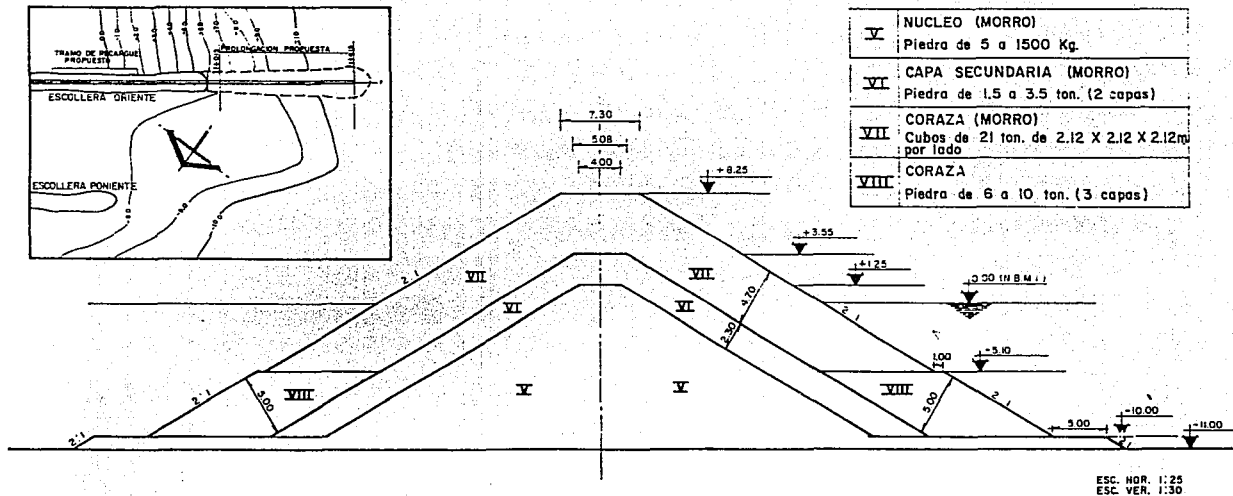 TRAMO DE RECARGUE
PROPUESTO
PROLONGACION PROPUESTA
ESCOLLERA ORIENTE
ESCOLLERA PONIENTE
V NUCLEO (MORRO)
Piedra de 5 a 1500 Kg.
VI CAPA SECUNDARIA (MORRO)
Piedra de 1.5 a 3.5 ton. (2 capas)
VII CORAZA (MORRO)
Cubos de 21 ton. de 2.12 X 2.12 X 2.12m
por lado
VIII CORAZA
Piedra de 6 a 10 ton. (3 capas)
7.30
5.08
4.00
+8.25
+3.55
+1.25
0.00 (N.B.M.I.)
2:1
VII
VII
4.70
VI
VI
2.30
2:1
1.00
-5.10
2:1
VIII
5.00
V
V
VIII
5.00
2:1
2:1
5.00
-10.00
-11.00
ESC. HOR. 1:25
ESC. VER. 1:30